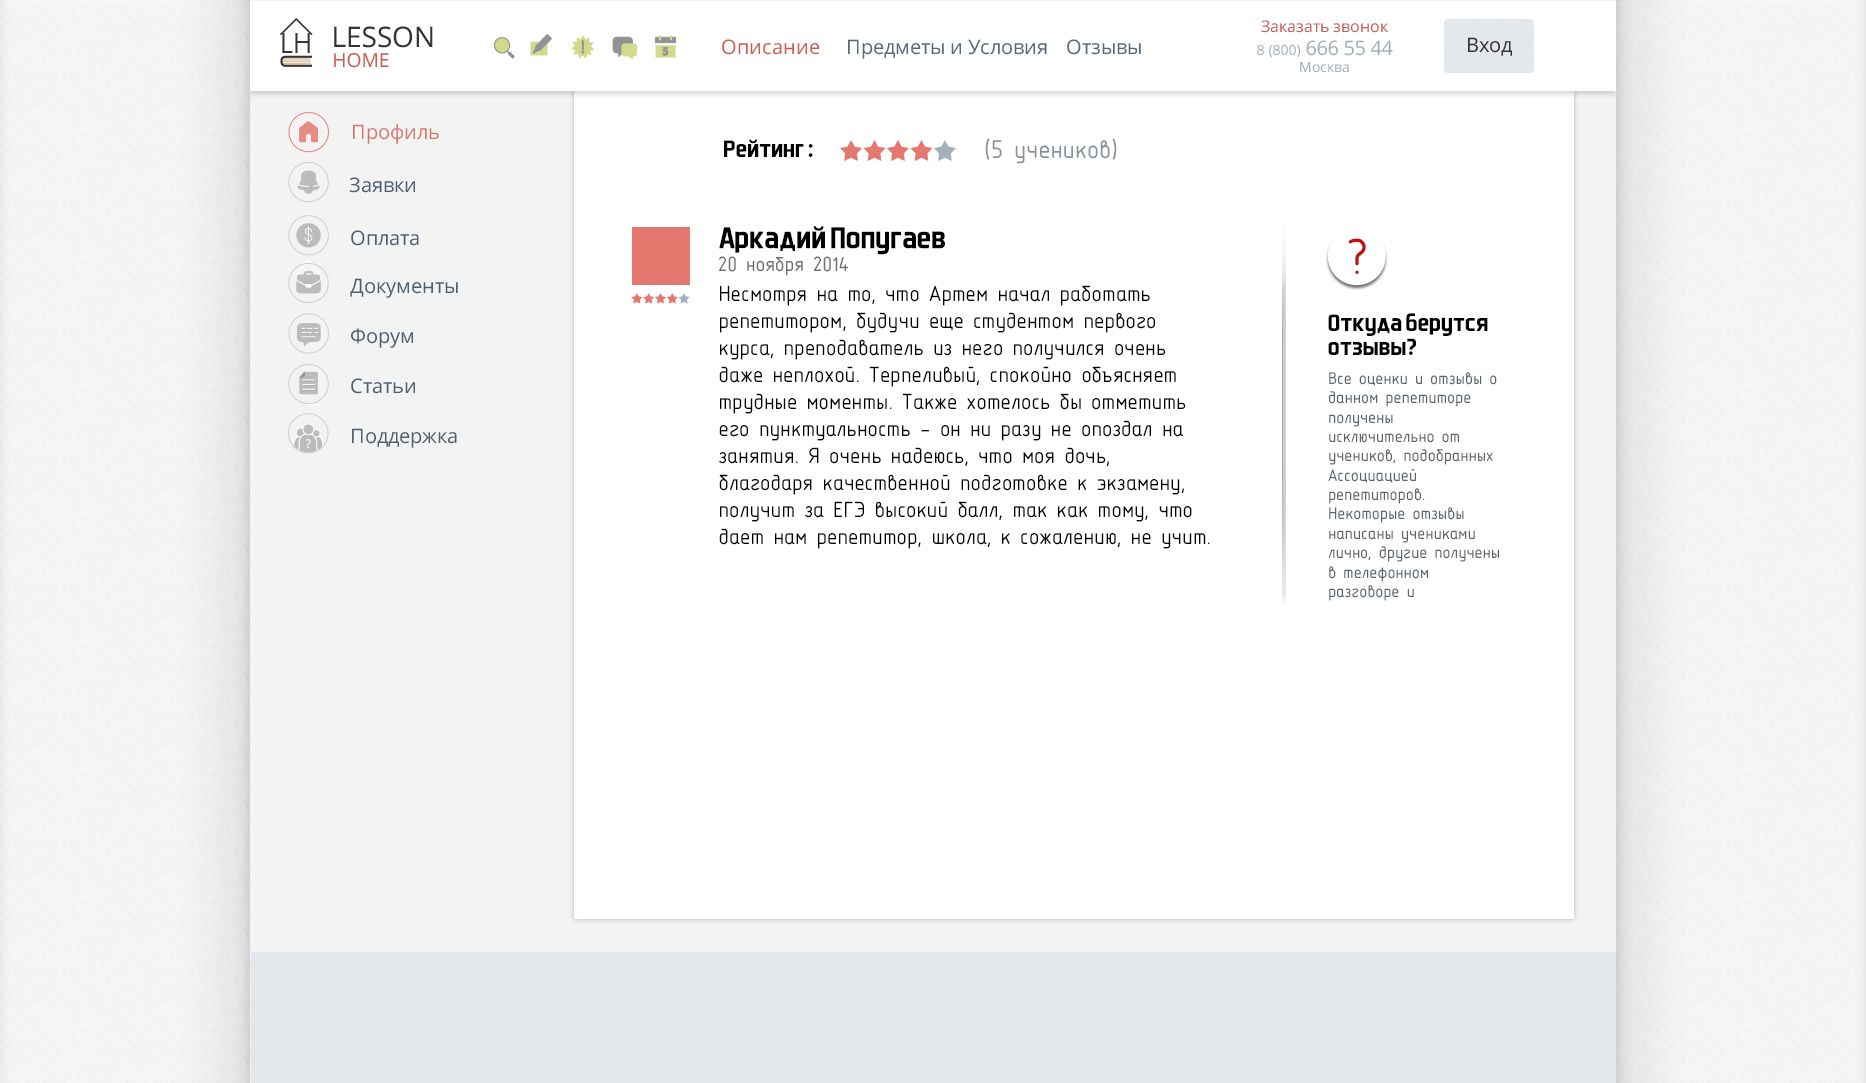 LH LESSON
HOME
5
Описание Предметы и Условия Отзывы
Заказать звонок
8 (800) 666 55 44
Москва
Вход
Профиль
Заявки
Оплата
Документы
Форум
Статьи
Поддержка
Рейтинг : (5 учеников)
Аркадий Попугаев
20 ноября 2014
Несмотря на то, что Артем начал работать
репетитором, будучи еще студентом первого
курса, преподаватель из него получился очень
даже неплохой. Терпеливый, спокойно объясняет
трудные моменты. Также хотелось бы отметить
его пунктуальность - он ни разу не опоздал на
занятия. Я очень надеюсь, что моя дочь,
благодаря качественной подготовке к экзамену,
получит за ЕГЭ высокий балл, так как тому, что
дает нам репетитор, школа, к сожалению, не учит.
?
Откуда берутся
отзывы?
Все оценки и отзывы о
данном репетиторе
получены
исключительно от
учеников, подобранных
Ассоциацией
репетиторов.
Некоторые отзывы
написаны учениками
лично, другие получены
в телефонном
разговоре и